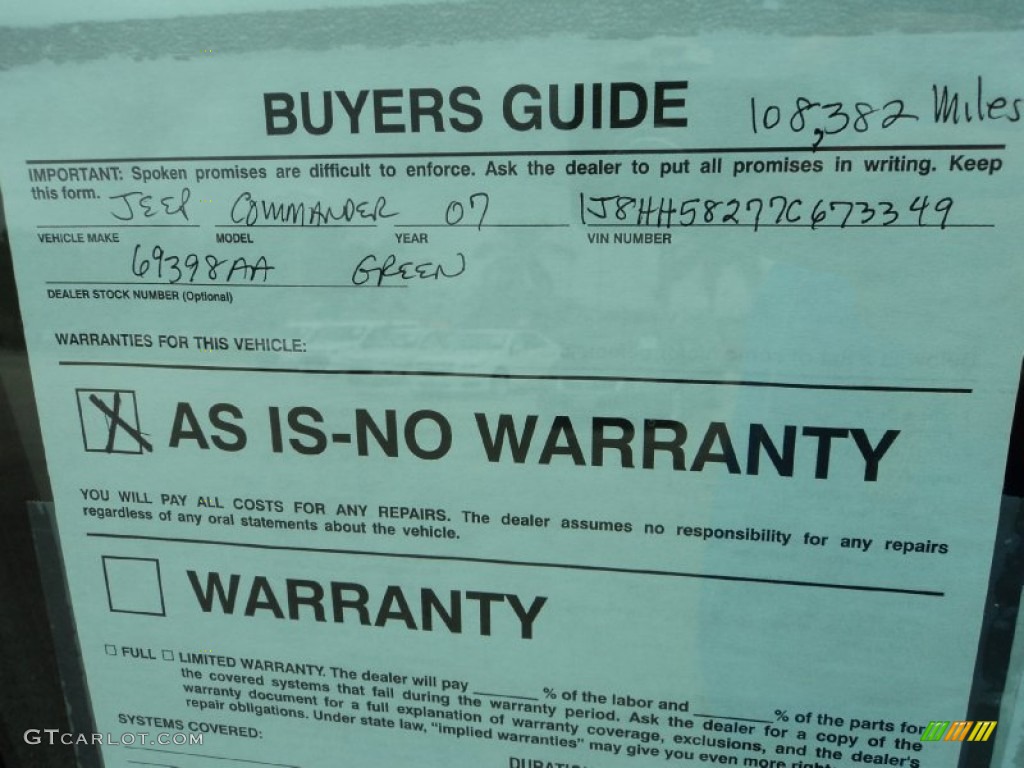 BUYERS GUIDE 108,382 Miles
IMPORTANT: Spoken promises are difficult to enforce. Ask the dealer to put all promises in writing. Keep
this form. JEEP COMMANDER 07 1J8HH58277C673349
VEHICLE MAKE MODEL YEAR VIN NUMBER
69398AA GREEN
DEALER STOCK NUMBER (Optional)
WARRANTIES FOR THIS VEHICLE:
X AS IS-NO WARRANTY
YOU WILL PAY ALL COSTS FOR ANY REPAIRS. The dealer assumes no responsibility for any repairs
regardless of any oral statements about the vehicle.
WARRANTY
FULL LIMITED WARRANTY. The dealer will pay ______ % of the labor and ______ % of the parts for
the covered systems that fail during the warranty period. Ask the dealer for a copy of the
warranty document for a full explanation of warranty coverage, exclusions, and the dealer's
repair obligations. Under state law, "implied warranties" may give you even more
SYSTEMS COVERED:
GTCARLOT.COM